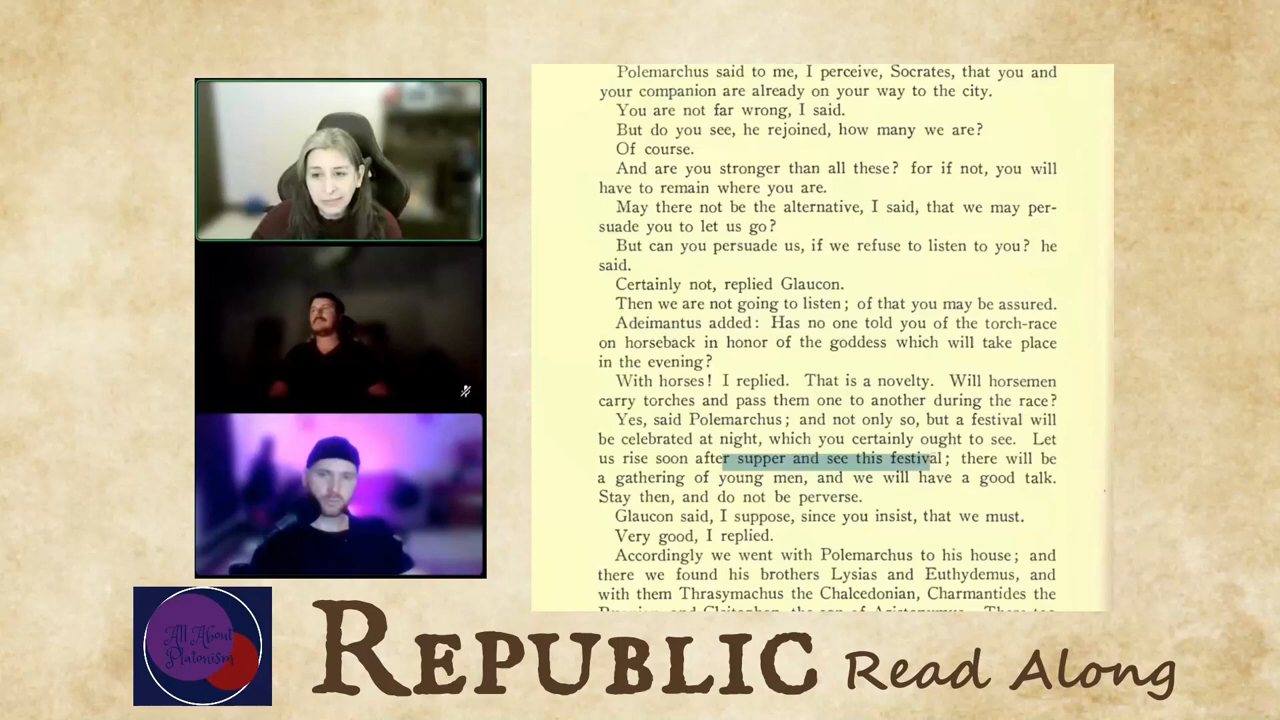 Polemarchus said to me, I perceive, Socrates, that you and
your companion are already on your way to the city.
You are not far wrong, I said.
But do you see, he rejoined, how many we are?
Of course.
And are you stronger than all these? for if not, you will
have to remain where you are.
May there not be the alternative, I said, that we may per-
suade you to let us go?
But can you persuade us, if we refuse to listen to you? he
said.
Certainly not, replied Glaucon.
Then we are not going to listen; of that you may be assured.
Adeimantus added: Has no one told you of the torch-race
on horseback in honor of the goddess which will take place
in the evening?
With horses! I replied. That is a novelty. Will horsemen
carry torches and pass them one to another during the race?
Yes, said Polemarchus; and not only so, but a festival will
be celebrated at night, which you certainly ought to see. Let
us rise soon after supper and see this festival; there will be
a gathering of young men, and we will have a good talk.
Stay then, and do not be perverse.
Glaucon said, I suppose, since you insist, that we must.
Very good, I replied.
Accordingly we went with Polemarchus to his house; and
there we found his brothers Lysias and Euthydemus, and
with them Thrasymachus the Chalcedonian, Charmantides the
All About
Platonism
REPUBLIC Read Along